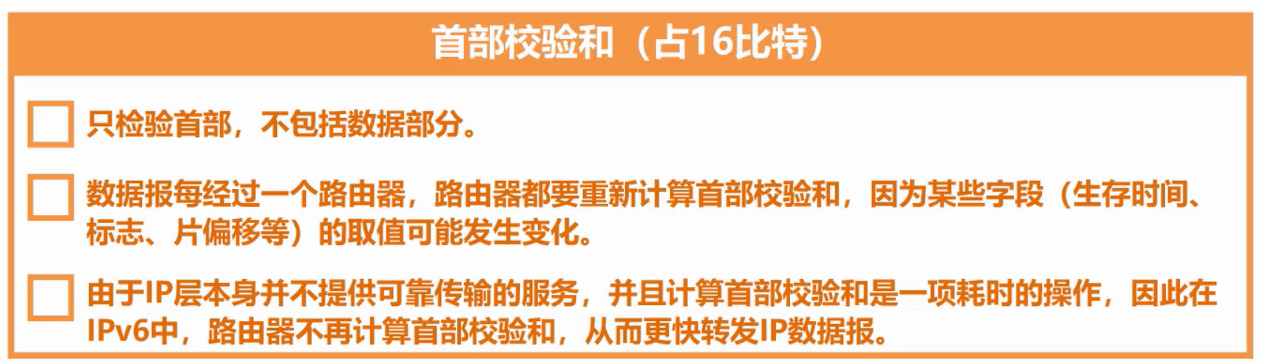 首部校验和（占16比特）
只检验首部，不包括数据部分。
数据报每经过一个路由器，路由器都要重新计算首部校验和，因为某些字段（生存时间、
标志、片偏移等）的取值可能发生变化。
由于IP层本身并不提供可靠传输的服务，并且计算首部校验和是一项耗时的操作，因此在
IPv6中，路由器不再计算首部校验和，从而更快转发IP数据报。